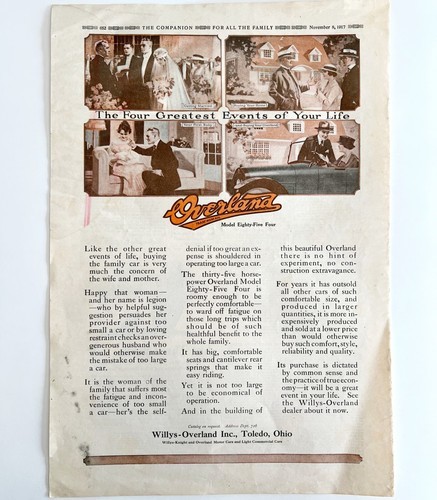 THE COMPANION FOR ALL THE FAMILY November 8, 1917
The Four Greatest Events of Your Life
Overland
Model Eighty-Five Four
Like the other great
events of life, buying
the family car is very
much the concern of
the wife and mother.
Happy that woman—
and her name is legion
—who by helpful sug-
gestion persuades her
provider against too
small a car or by loving
restraint checks an over-
generous husband who
would otherwise make
the mistake of too large
a car.
It is the woman of the
family that suffers most
the fatigue and incon-
venience of too small
a car—her's the self-
denial if too great an ex-
pense is shouldered in
operating too large a car.
The thirty-five horse-
power Overland Model
Eighty-Five Four is
roomy enough to be
perfectly comfortable—
to ward off fatigue on
those long trips which
should be of such
healthful benefit to the
whole family.
It has big, comfortable
seats and cantilever rear
springs that make it
easy riding.
Yet it is not too large
to be economical of
operation.
And in the building of
this beautiful Overland
there is no hint of
experiment, no con-
struction extravagance.
For years it has outsold
all other cars of such
comfortable size, and
produced in larger
quantities, it is more in-
expensively produced
and sold at a lower price
than would otherwise
buy such comfort, style,
reliability and quality.
Its purchase is dictated
by common sense and
the practice of true econ-
omy—it will be a great
event in your life. See
the Willys-Overland
dealer about it now.
Catalog on request. Address Dept.
Willys-Overland Inc., Toledo, Ohio
Willys-Knight and Overland Motor Cars and Light Commercial Cars